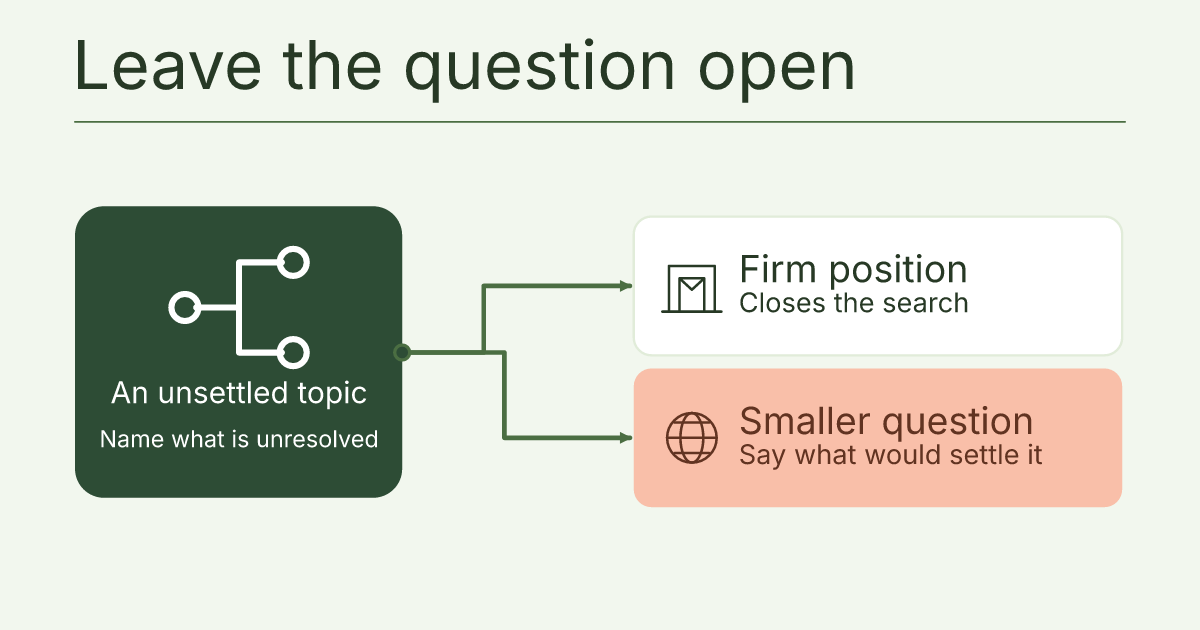 Leave the question open
An unsettled topic
Name what is unresolved
Firm position
Closes the search
Smaller question
Say what would settle it